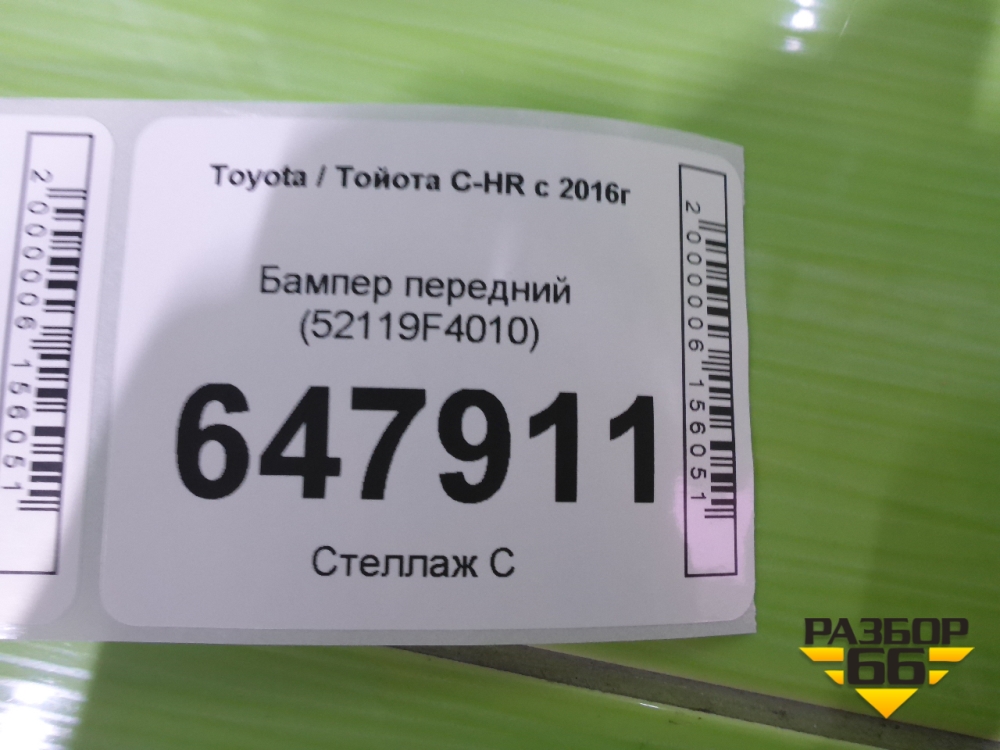 2000006156051
Toyota / Тойота C-HR с 2016г
Бампер передний
(52119F4010)
647911
Стеллаж С
2000006156051
РАЗБОР
66